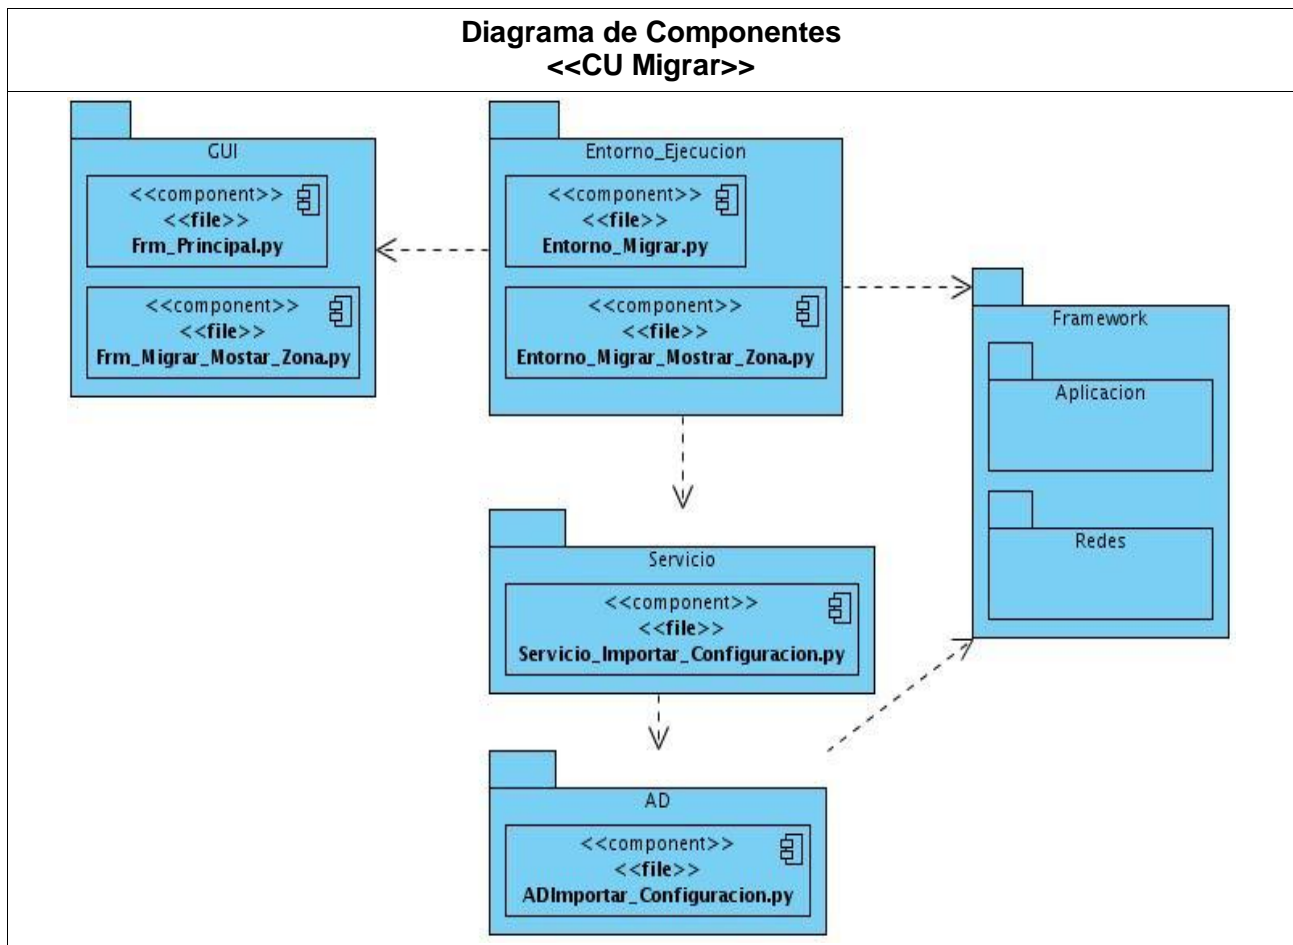 Diagrama de Componentes
<<CU Migrar>>
GUI
<<component>>
<<file>>
Frm_Principal.py
<<component>>
<<file>>
Frm_Migrar_Mostar_Zona.py
Entorno_Ejecucion
<<component>>
<<file>>
Entorno_Migrar.py
<<component>>
<<file>>
Entorno_Migrar_Mostrar_Zona.py
Framework
Aplicacion
Redes
Servicio
<<component>>
<<file>>
Servicio_Importar_Configuracion.py
AD
<<component>>
<<file>>
ADImportar_Configuracion.py